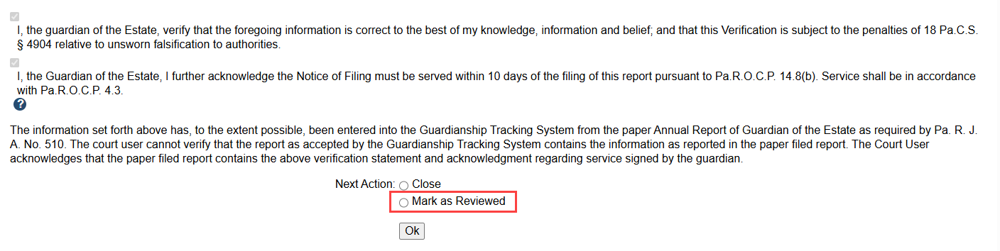 I, the guardian of the Estate, verify that the foregoing information is correct to the best of my knowledge, information and belief; and that this Verification is subject to the penalties of 18 Pa.C.S.
§ 4904 relative to unsworn falsification to authorities.
I, the Guardian of the Estate, I further acknowledge the Notice of Filing must be served within 10 days of the filing of this report pursuant to Pa.R.O.C.P. 14.8(b). Service shall be in accordance
with Pa.R.O.C.P. 4.3.
?
The information set forth above has, to the extent possible, been entered into the Guardianship Tracking System from the paper Annual Report of Guardian of the Estate as required by Pa. R. J.
A. No. 510. The court user cannot verify that the report as accepted by the Guardianship Tracking System contains the information as reported in the paper filed report. The Court User
acknowledges that the paper filed report contains the above verification statement and acknowledgment regarding service signed by the guardian.
Next Action: Close
Mark as Reviewed
Ok